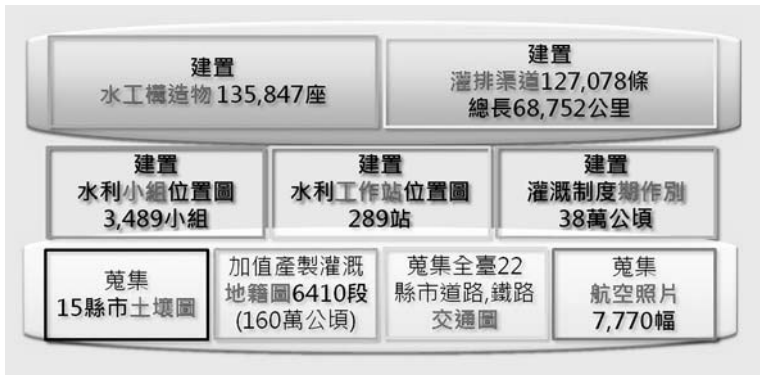 建置
水工構造物135,847座
建置
灌排渠道127,078條
總長68,752公里
建置
水利小組位置圖
3,489小組
建置
水利工作站位置圖
289站
建置
灌溉制度期作別
38萬公頃
蒐集
15縣市土壤圖
加值產製灌溉
地籍圖6410段
(160萬公頃)
蒐集全臺22
縣市道路,鐵路
交通圖
蒐集
航空照片
7,770幅